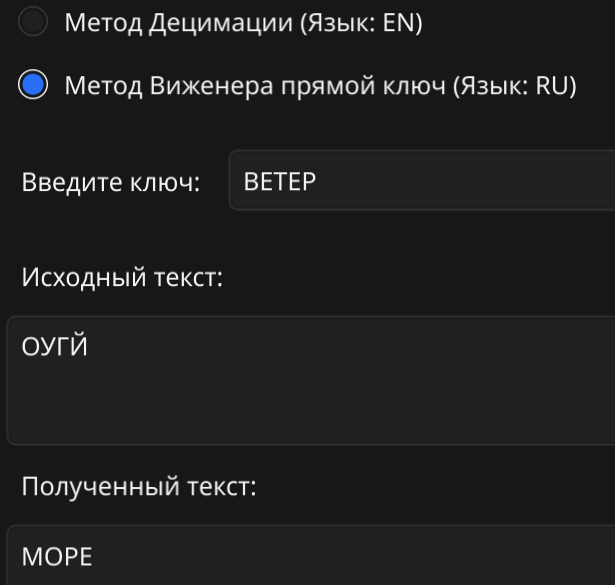 Метод Децимации (Язык: EN)
Метод Виженера прямой ключ (Язык: RU)
Введите ключ: ВЕТЕР
Исходный текст:
ОУГЙ
Полученный текст:
МОРЕ